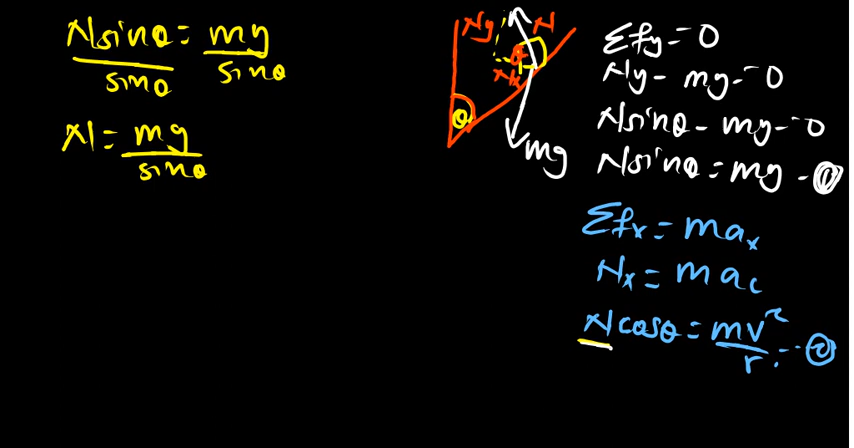 Nsinθ = mg
sinθ sinθ
N = mg
sinθ
Ny N
θ Nx
θ
mg
Σfy = 0
Ny - mg = 0
Nsinθ - mg = 0
Nsinθ = mg - ①
Σfx = max
Nx = mac
Ncosθ = mv²
r ... ②